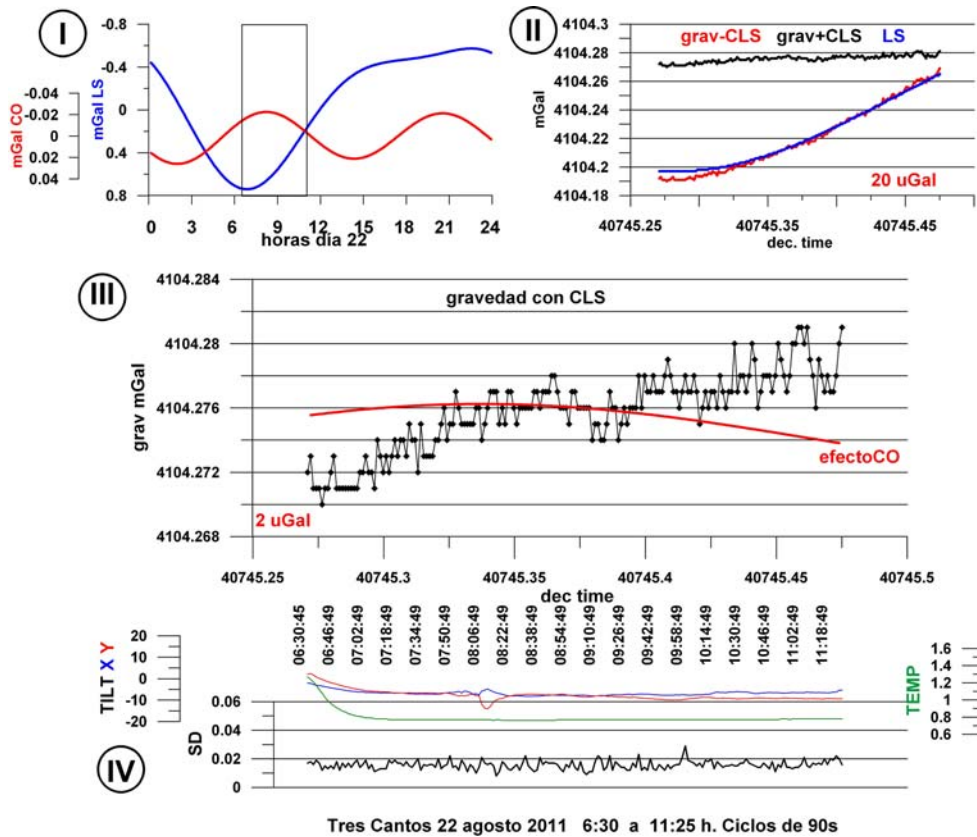 I
-0.8
-0.4
0
0.4
0.8
mGal LS
-0.04
-0.02
0
0.02
0.04
mGal CO
0 3 6 9 12 15 18 21 24
horas dia 22
II
4104.3
4104.28
4104.26
4104.24
4104.22
4104.2
4104.18
mGal
grav-CLS grav+CLS LS
20 uGal
40745.25 40745.35 40745.45
dec. time
III
4104.284
4104.28
4104.276
4104.272
4104.268
grav mGal
gravedad con CLS
efectoCO
2 uGal
40745.25 40745.3 40745.35 40745.4 40745.45 40745.5
dec time
06:30:45
06:46:49
07:02:49
07:18:49
07:34:49
07:50:49
08:06:49
08:22:49
08:38:49
08:54:49
09:10:49
09:26:49
09:42:49
09:58:49
10:14:49
10:30:49
10:46:49
11:02:49
11:18:49
20
10
0
-10
-20
TILT X Y
1.6
1.4
1.2
1
0.8
0.6
TEMP
0.06
0.04
0.02
0
SD
IV
Tres Cantos 22 agosto 2011 6:30 a 11:25 h. Ciclos de 90s